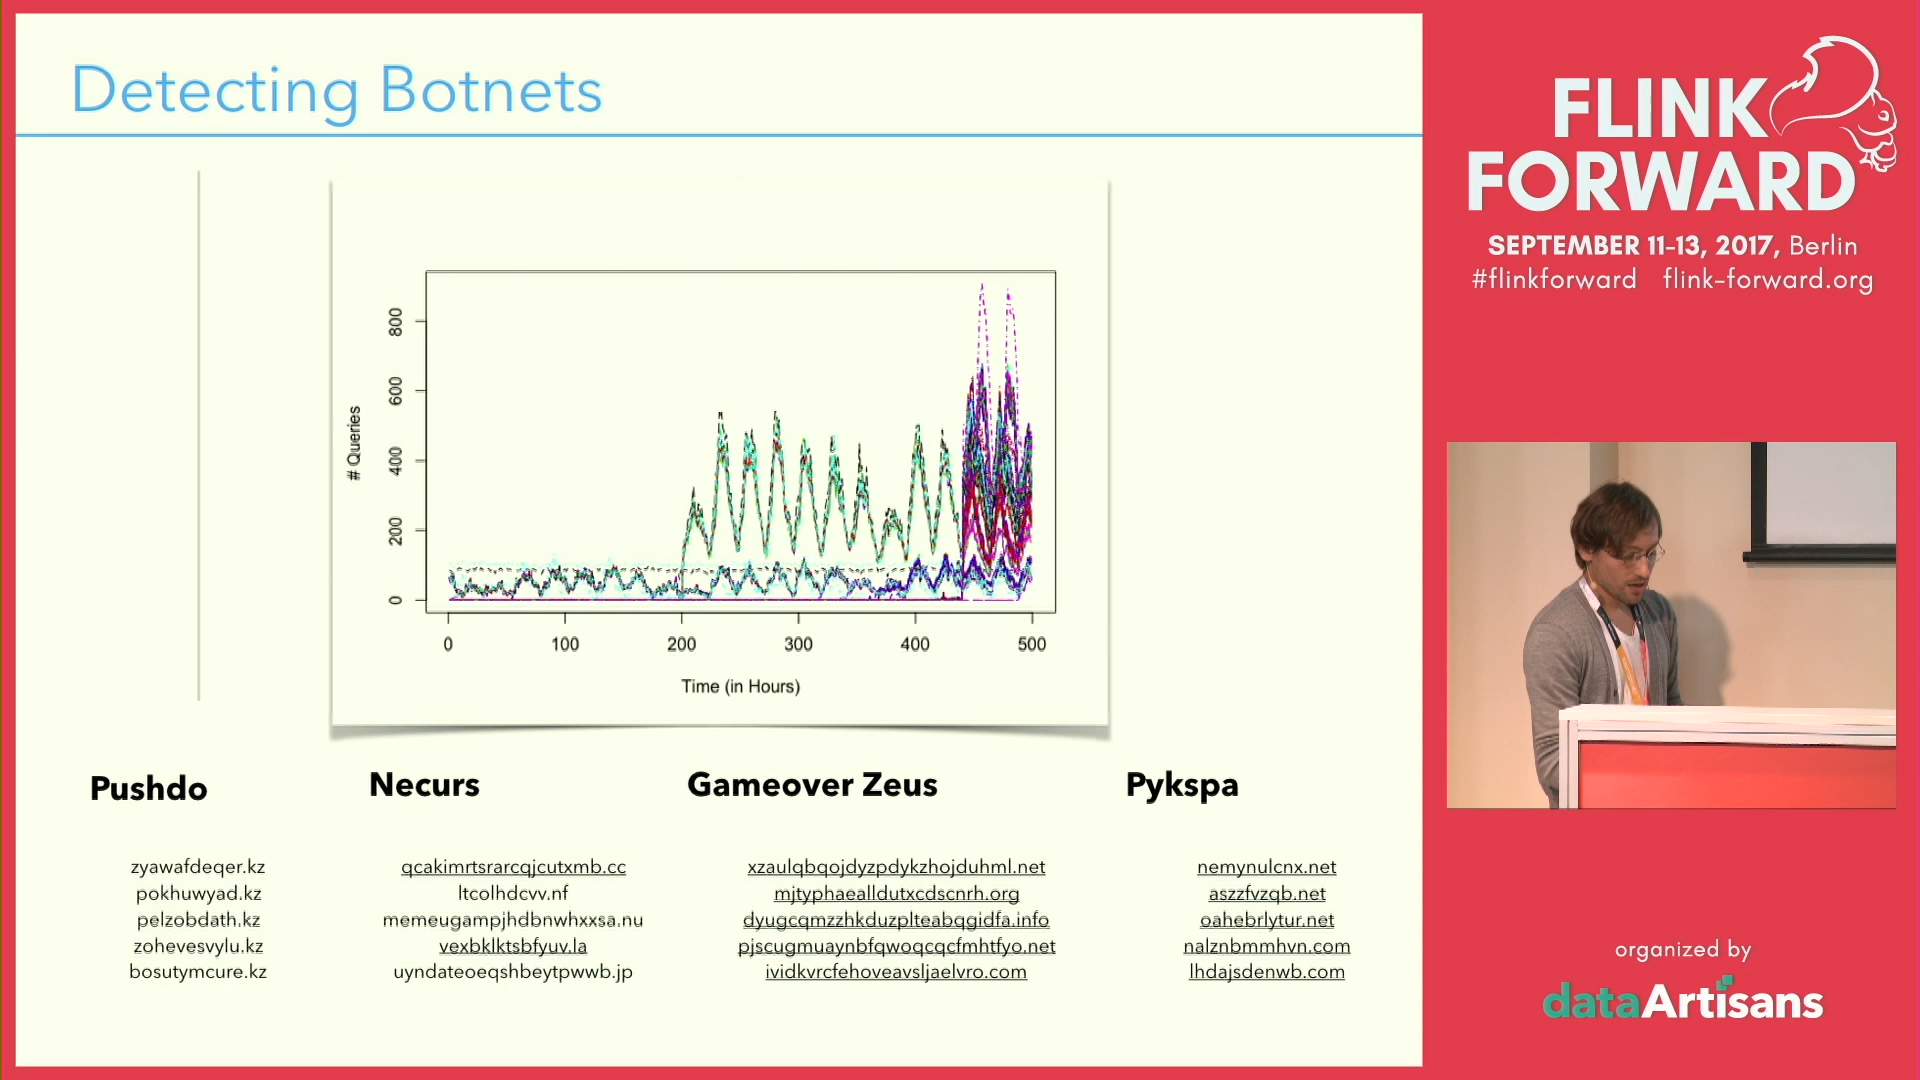 Detecting Botnets
# Queries
800
600
400
200
0
0 100 200 300 400 500
Time (in Hours)
Pushdo
zyawafdeqer.kz
pokhuwyad.kz
pelzobdath.kz
zohevesvylu.kz
bosutymcure.kz
Necurs
qcakimrtsrarcqjcutxmb.cc
ltcolhdcvv.nf
memeugampjhdbnwhxxsa.nu
vexbklktsbfyuv.la
uyndateoeqshbeytpwwb.jp
Gameover Zeus
xzaulqbqojdyzpdykzhojduhml.net
mjtyphaealldutxcdscnrh.org
dyugcqmzzhkduzplteabqgidfa.info
pjscugmuaynbfqwoqcqcfmhtfyo.net
ividkvrcfehoveavsljaelvro.com
Pykspa
nemynulcnx.net
aszzfvzqb.net
oahebrlytur.net
nalznbmmhvn.com
lhdajsdenwb.com
FLINK
FORWARD
SEPTEMBER 11-13, 2017, Berlin
#flinkforward flink-forward.org
organized by
dataArtisans